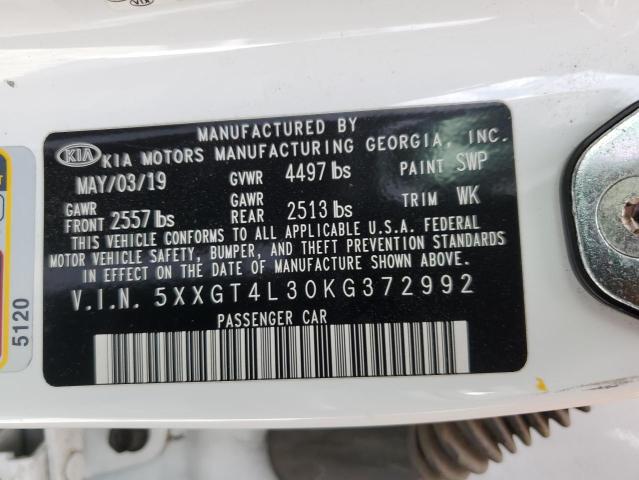 MANUFACTURED BY
KIA KIA MOTORS MANUFACTURING GEORGIA, INC.
MAY/03/19 GVWR 4497 lbs PAINT SWP
GAWR FRONT 2557 lbs GAWR REAR 2513 lbs TRIM WK
THIS VEHICLE CONFORMS TO ALL APPLICABLE U.S.A. FEDERAL
MOTOR VEHICLE SAFETY, BUMPER, AND THEFT PREVENTION STANDARDS
IN EFFECT ON THE DATE OF MANUFACTURE SHOWN ABOVE.
V.I.N. 5XXGT4L30KG372992
PASSENGER CAR
5120